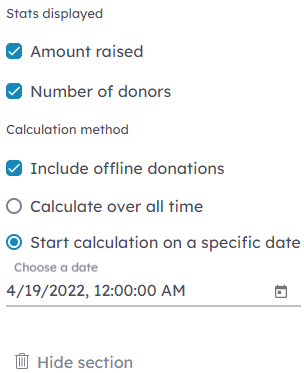 Stats displayed
Amount raised
Number of donors
Calculation method
Include offline donations
Calculate over all time
Start calculation on a specific date
Choose a date
4/19/2022, 12:00:00 AM
Hide section